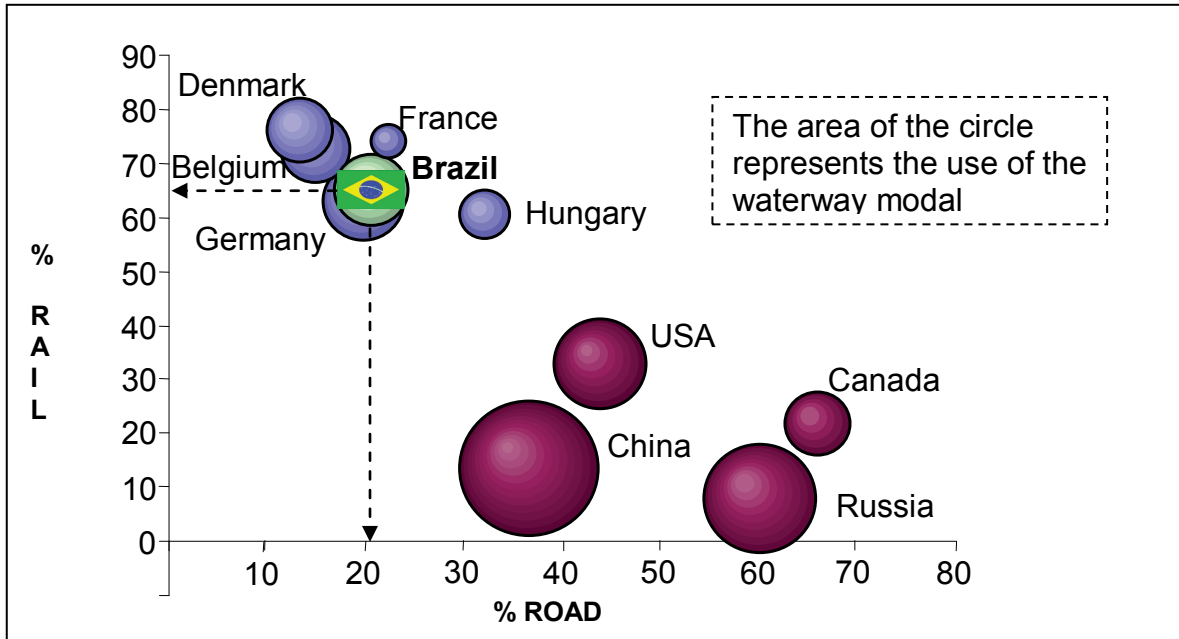 90
80
70
60
50
40
30
20
10
0
%
R
A
I
L
Denmark
France
Belgium
Brazil
Germany
Hungary
The area of the circle
represents the use of the
waterway modal
USA
Canada
China
Russia
10 20 30 40 50 60 70 80
% ROAD